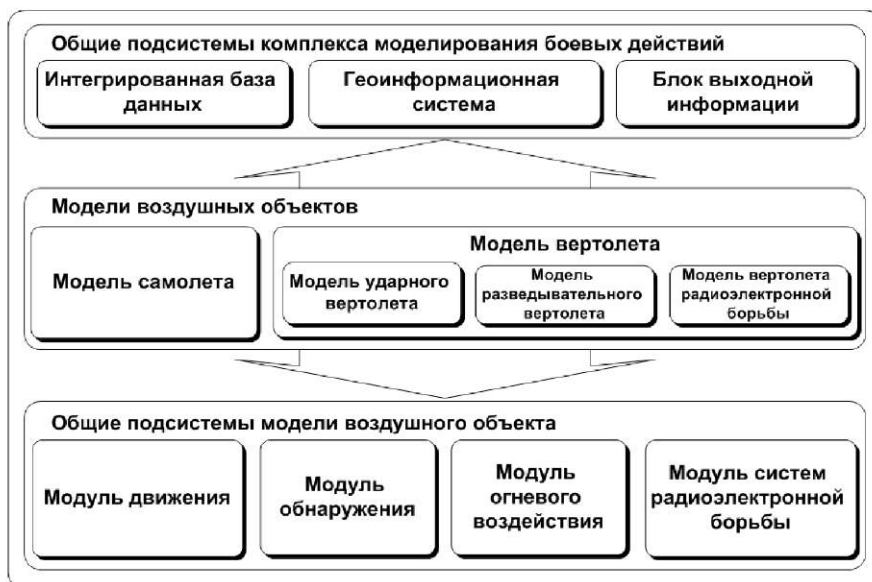 Общие подсистемы комплекса моделирования боевых действий
Интегрированная база
данных
Геоинформационная
система
Блок выходной
информации
Модели воздушных объектов
Модель самолета
Модель вертолета
Модель ударного
вертолета
Модель
разведывательного
вертолета
Модель вертолета
радиоэлектронной
борьбы
Общие подсистемы модели воздушного объекта
Модуль движения
Модуль
обнаружения
Модуль
огневого
воздействия
Модуль систем
радиоэлектронной
борьбы